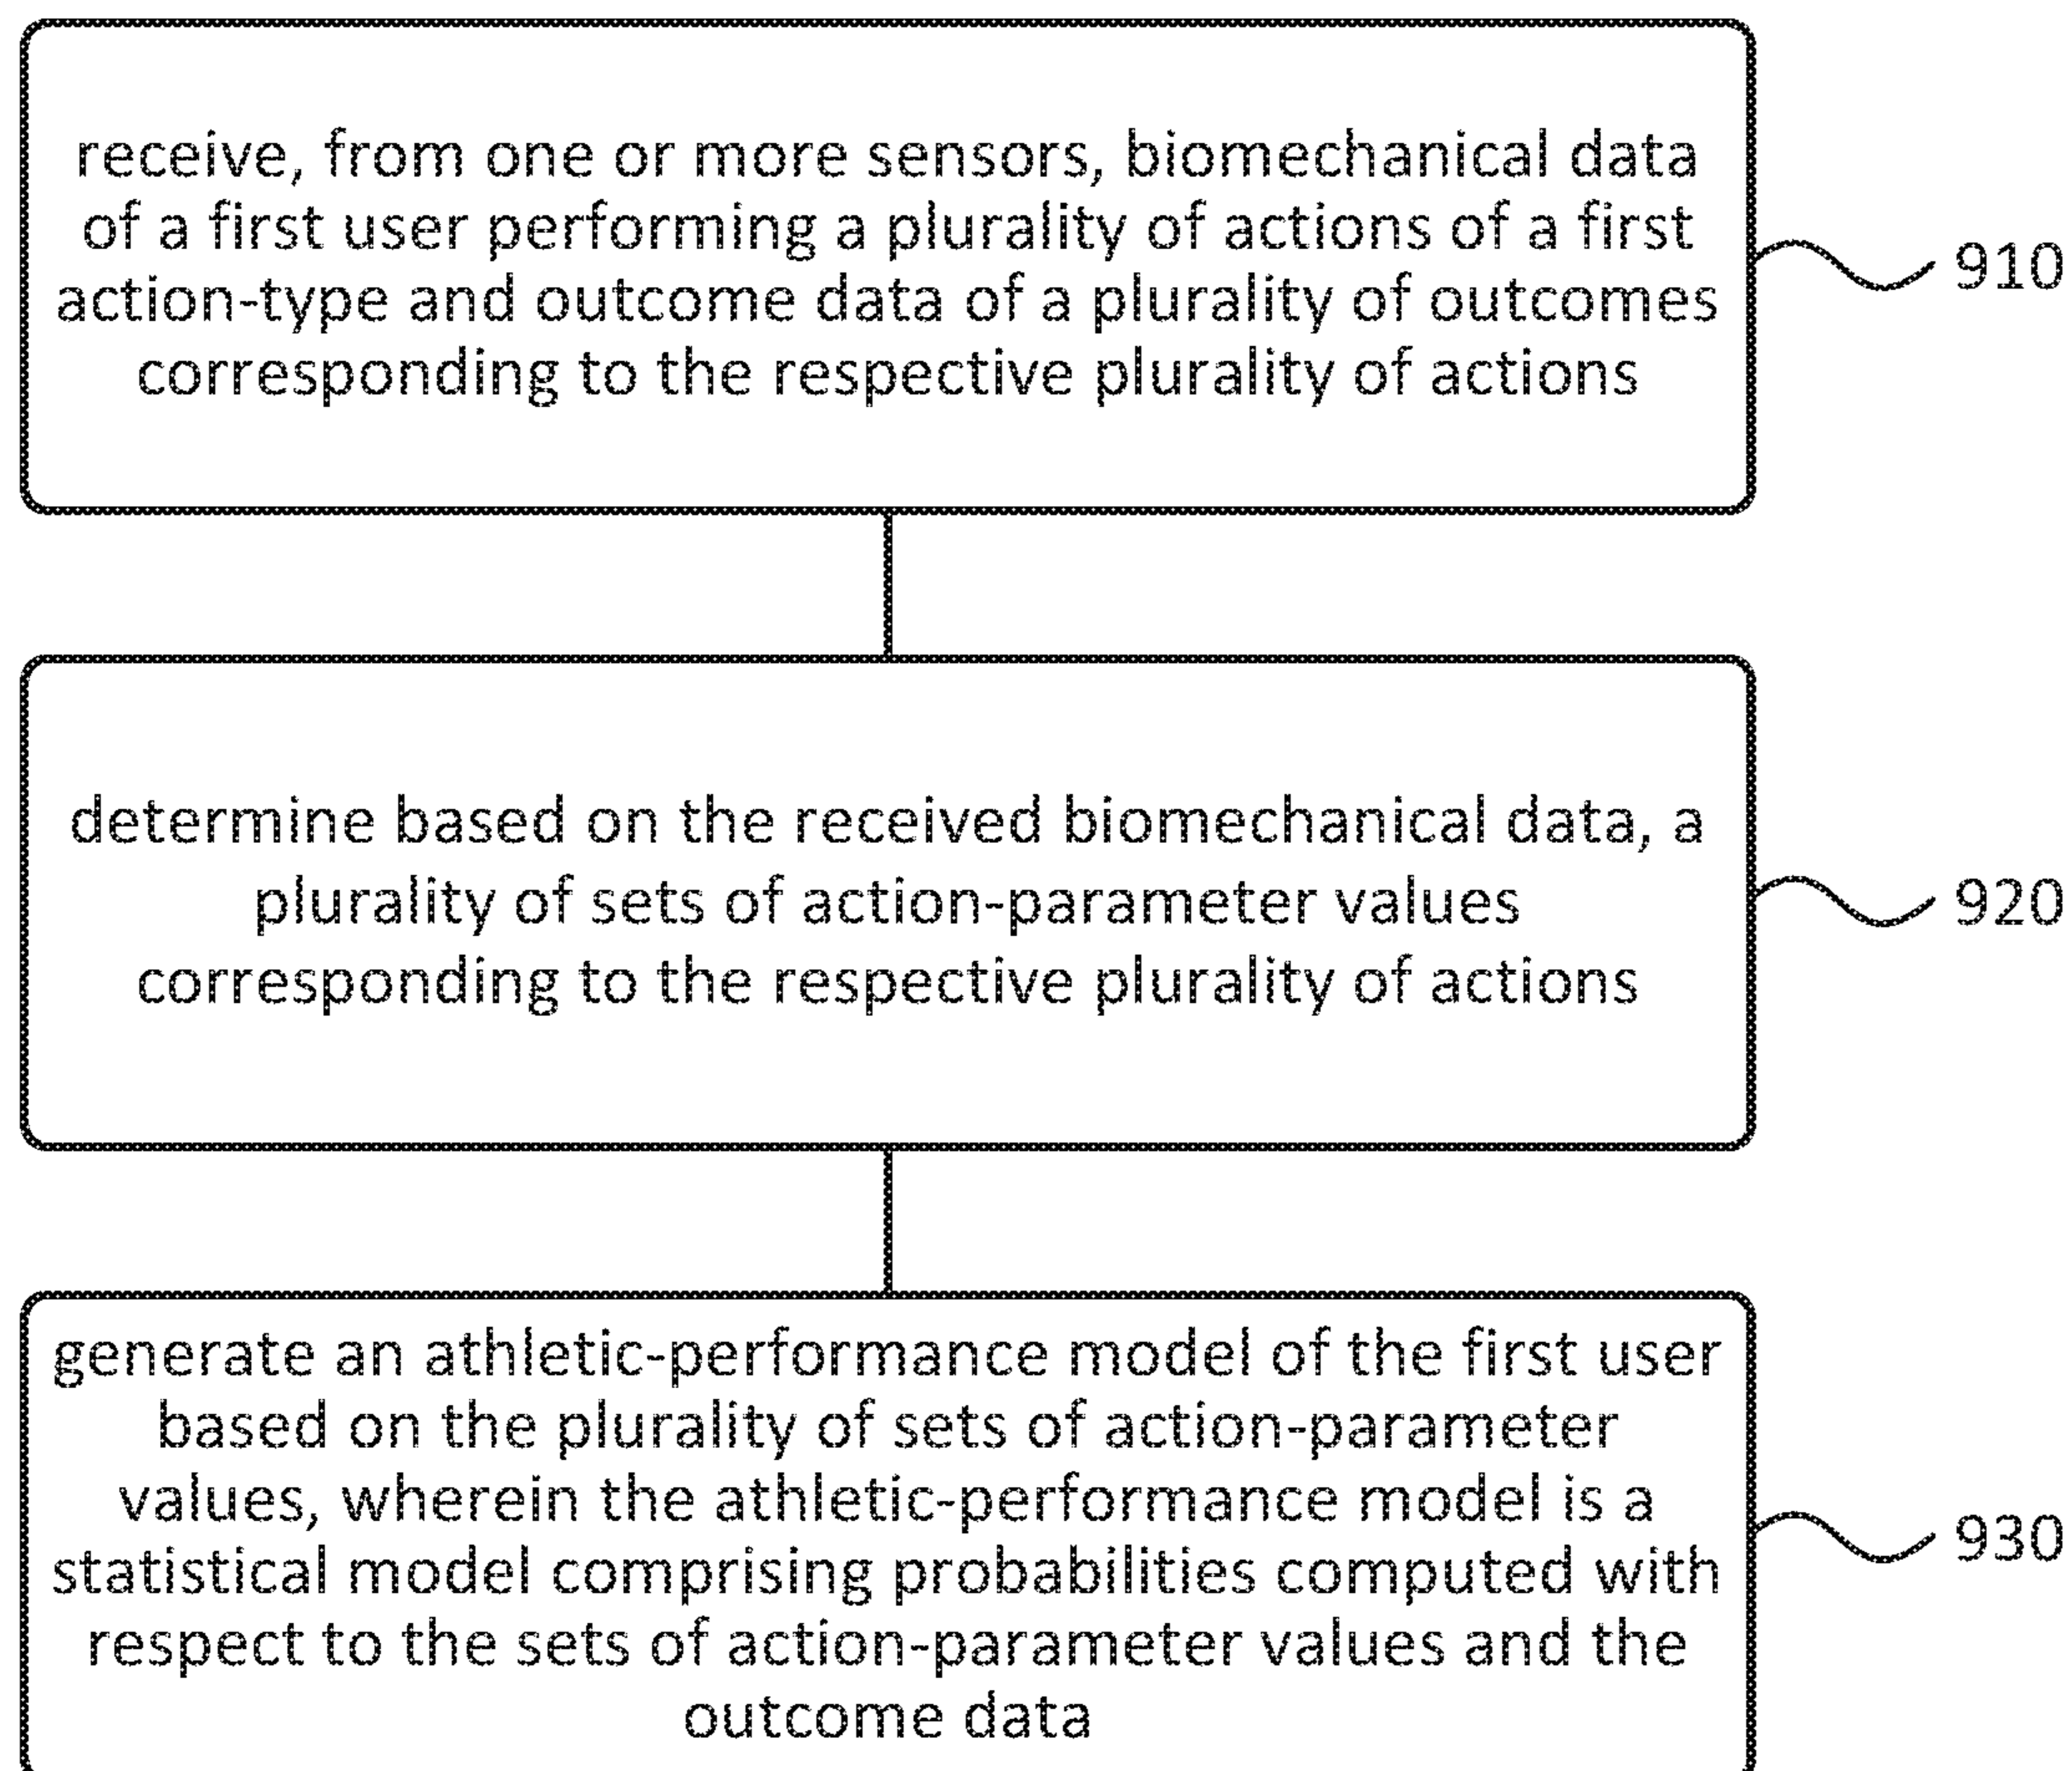 receive, from one or more sensors, biomechanical data
of a first user performing a plurality of actions of a first
action-type and outcome data of a plurality of outcomes
corresponding to the respective plurality of actions
910
determine based on the received biomechanical data, a
plurality of sets of action-parameter values
corresponding to the respective plurality of actions
920
generate an athletic-performance model of the first user
based on the plurality of sets of action-parameter
values, wherein the athletic-performance model is a
statistical model comprising probabilities computed with
respect to the sets of action-parameter values and the
outcome data
930